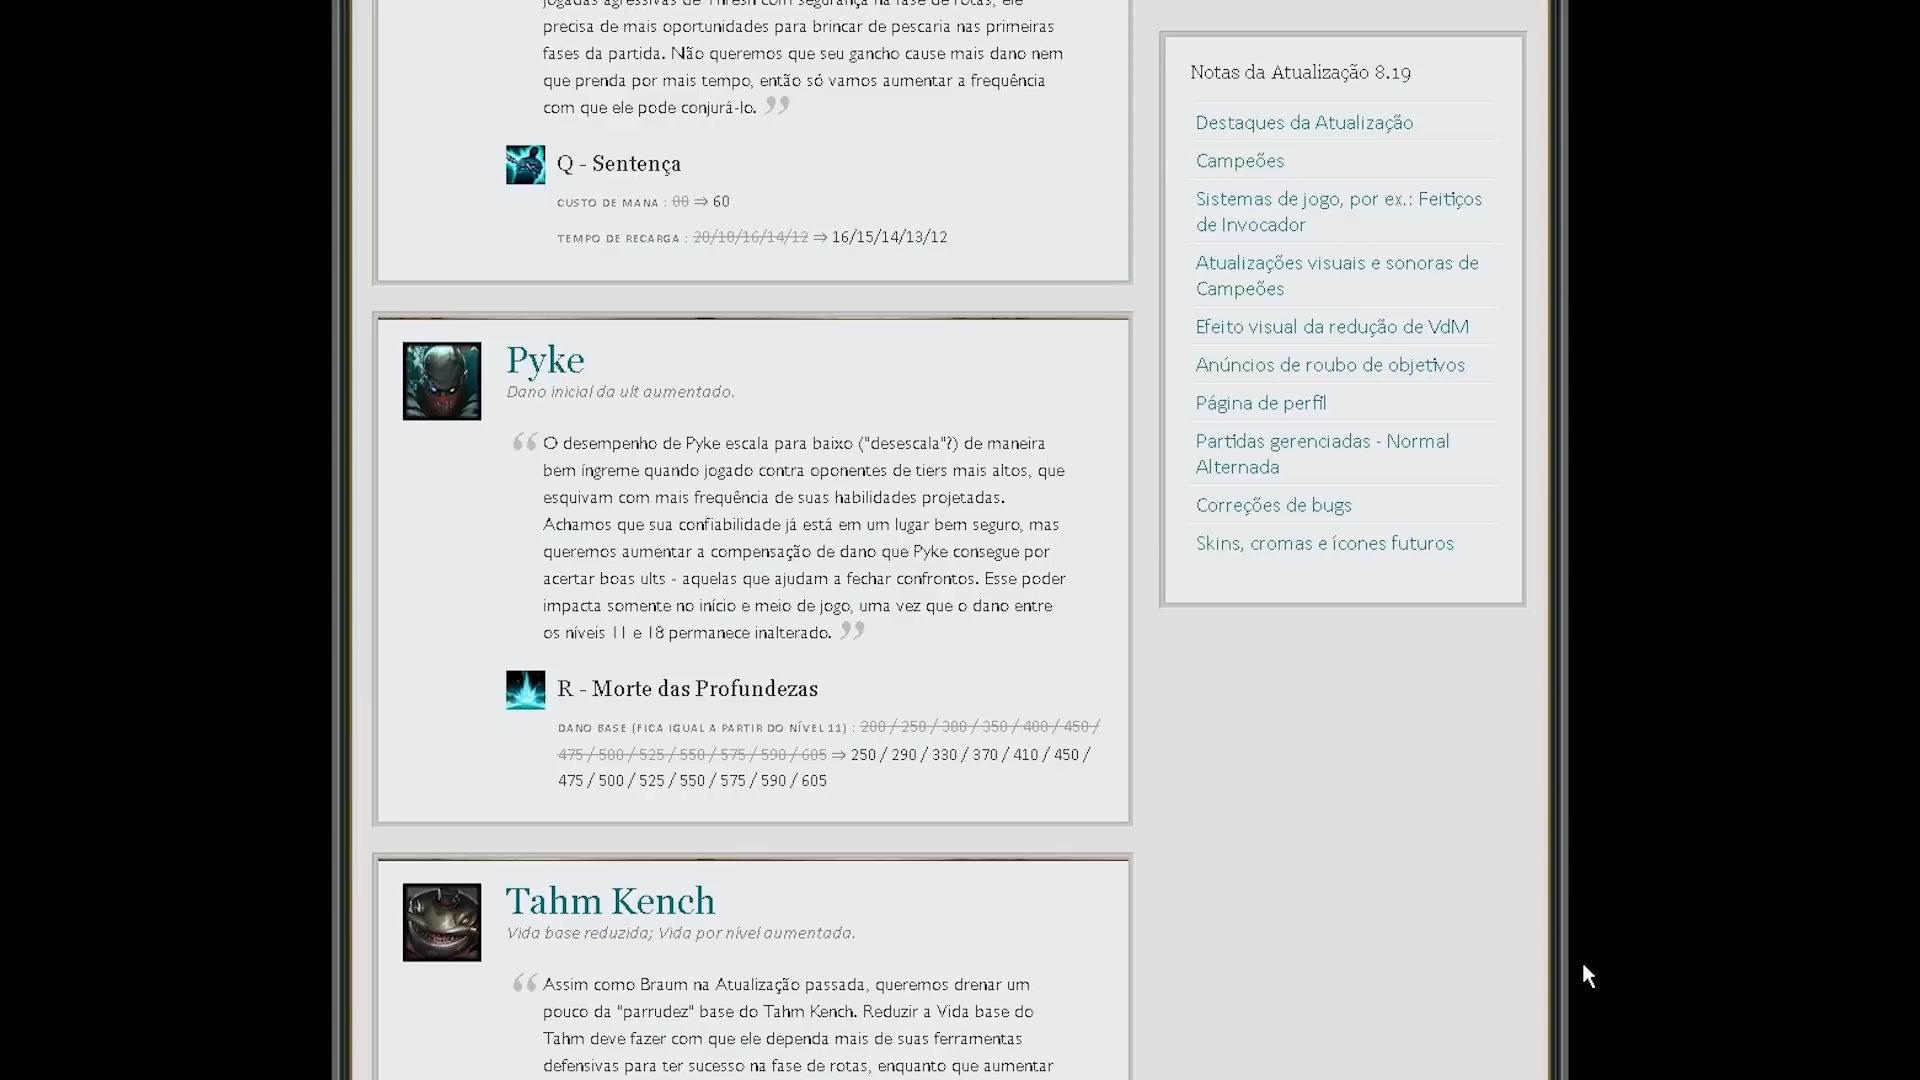 jogadas agressivas de Thresh com segurança na fase de rotas, ele
precisa de mais oportunidades para brincar de pescaria nas primeiras
fases da partida. Não queremos que seu gancho cause mais dano nem
que prenda por mais tempo, então só vamos aumentar a frequência
com que ele pode conjurá-lo. ”
Q - Sentença
CUSTO DE MANA : ⇒ 60
TEMPO DE RECARGA : 20/18/16/14/12 ⇒ 16/15/14/13/12
Pyke
Dano inicial da ult aumentado.
“ O desempenho de Pyke escala para baixo ("desescala"?) de maneira
bem íngreme quando jogado contra oponentes de tiers mais altos, que
esquivam com mais frequência de suas habilidades projetadas.
Achamos que sua confiabilidade já está em um lugar bem seguro, mas
queremos aumentar a compensação de dano que Pyke consegue por
acertar boas ults - aquelas que ajudam a fechar confrontos. Esse poder
impacta somente no início e meio de jogo, uma vez que o dano entre
os níveis 11 e 18 permanece inalterado. ”
R - Morte das Profundezas
DANO BASE (FICA IGUAL A PARTIR DO NÍVEL 11) : 200 / 250 / 300 / 350 / 400 / 450 /
475 / 500 / 525 / 550 / 575 / 590 / 605 ⇒ 250 / 290 / 330 / 370 / 410 / 450 /
475 / 500 / 525 / 550 / 575 / 590 / 605
Tahm Kench
Vida base reduzida; Vida por nível aumentada.
“ Assim como Braum na Atualização passada, queremos drenar um
pouco da "parrudez" base do Tahm Kench. Reduzir a Vida base do
Tahm deve fazer com que ele dependa mais de suas ferramentas
defensivas para ter sucesso na fase de rotas, enquanto que aumentar
Notas da Atualização 8.19
Destaques da Atualização
Campeões
Sistemas de jogo, por ex.: Feitiços
de Invocador
Atualizações visuais e sonoras de
Campeões
Efeito visual da redução de VdM
Anúncios de roubo de objetivos
Página de perfil
Partidas gerenciadas - Normal
Alternada
Correções de bugs
Skins, cromas e ícones futuros